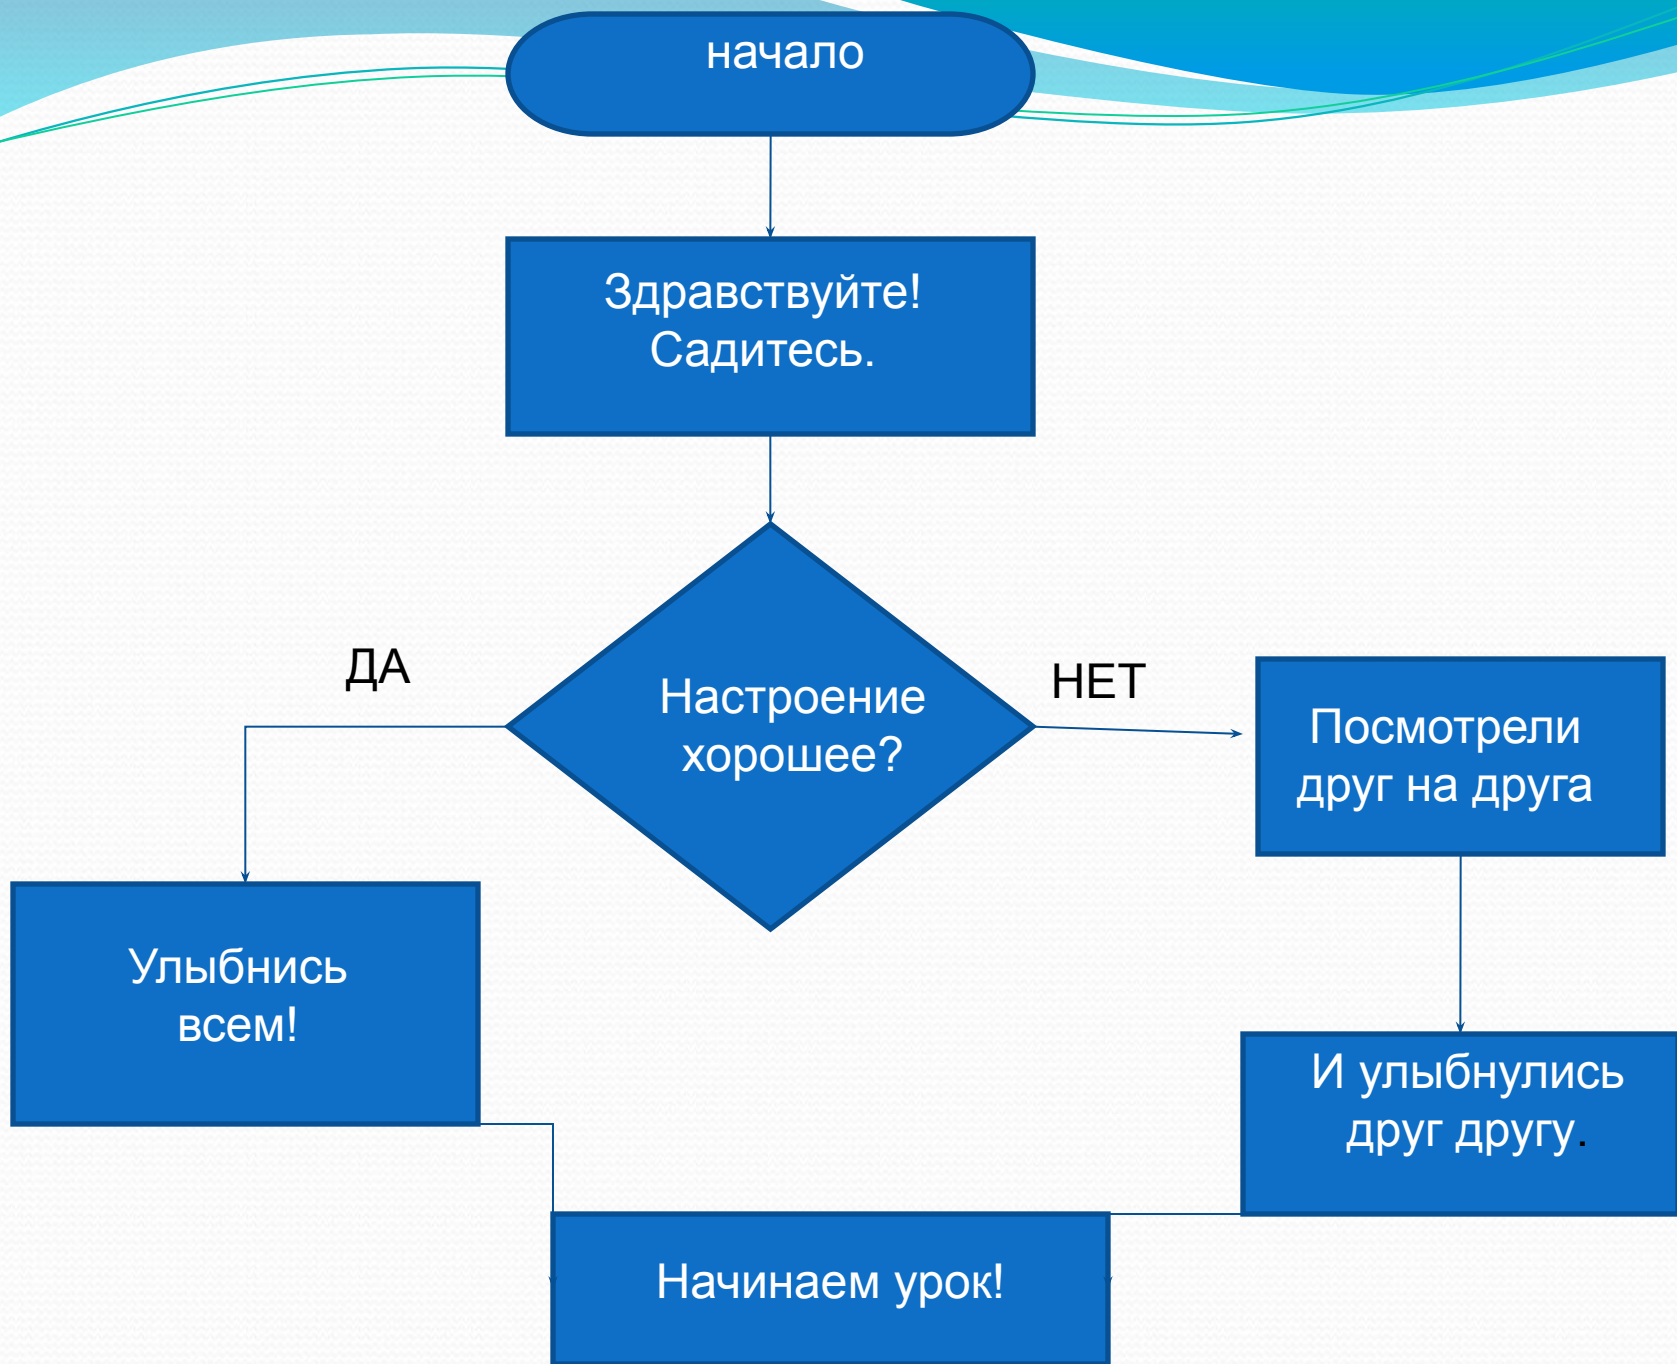 начало
Здравствуйте!
Садитесь.
ДА
НЕТ
Настроение
хорошее?
Посмотрели
друг на друга
Улыбнись
всем!
И улыбнулись
друг другу.
Начинаем урок!